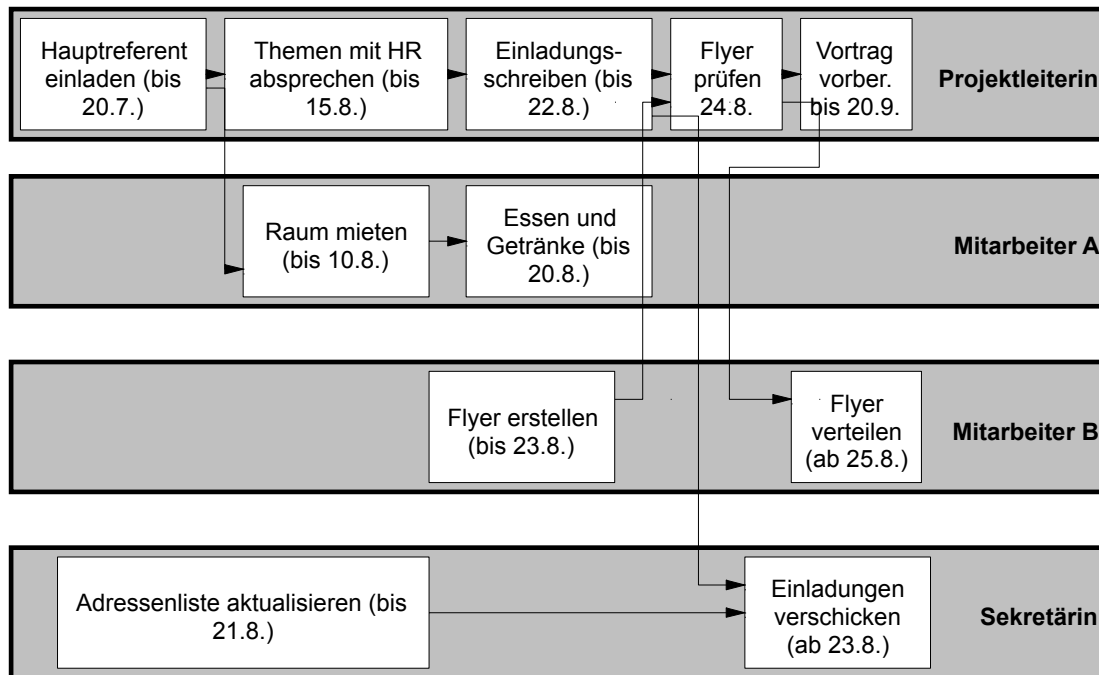 Hauptreferent
einladen (bis
20.7.)
Themen mit HR
absprechen (bis
15.8.)
Einladungs-
schreiben (bis
22.8.)
Flyer
prüfen
24.8.
Vortrag
vorber.
bis 20.9.
Projektleiterin
Raum mieten
(bis 10.8.)
Essen und
Getränke (bis
20.8.)
Mitarbeiter A
Flyer erstellen
(bis 23.8.)
Flyer
verteilen
(ab 25.8.)
Mitarbeiter B
Adressenliste aktualisieren (bis
21.8.)
Einladungen
verschicken
(ab 23.8.)
Sekretärin